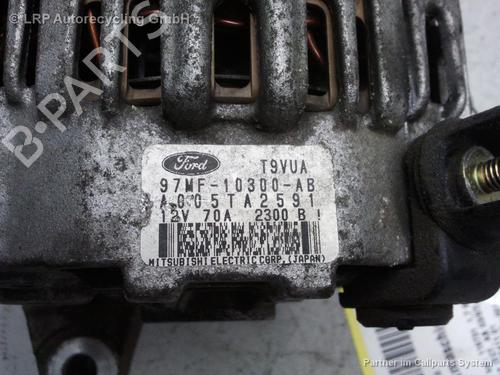 © LRP Autorecycling GmbH
B-PARTS
Ford T9VUA
97MF-10300-AB
A005TA2591
12V 70A 2300 B !
MITSUBISHI ELECTRIC CORP. (JAPAN)
Partner im Callparts System